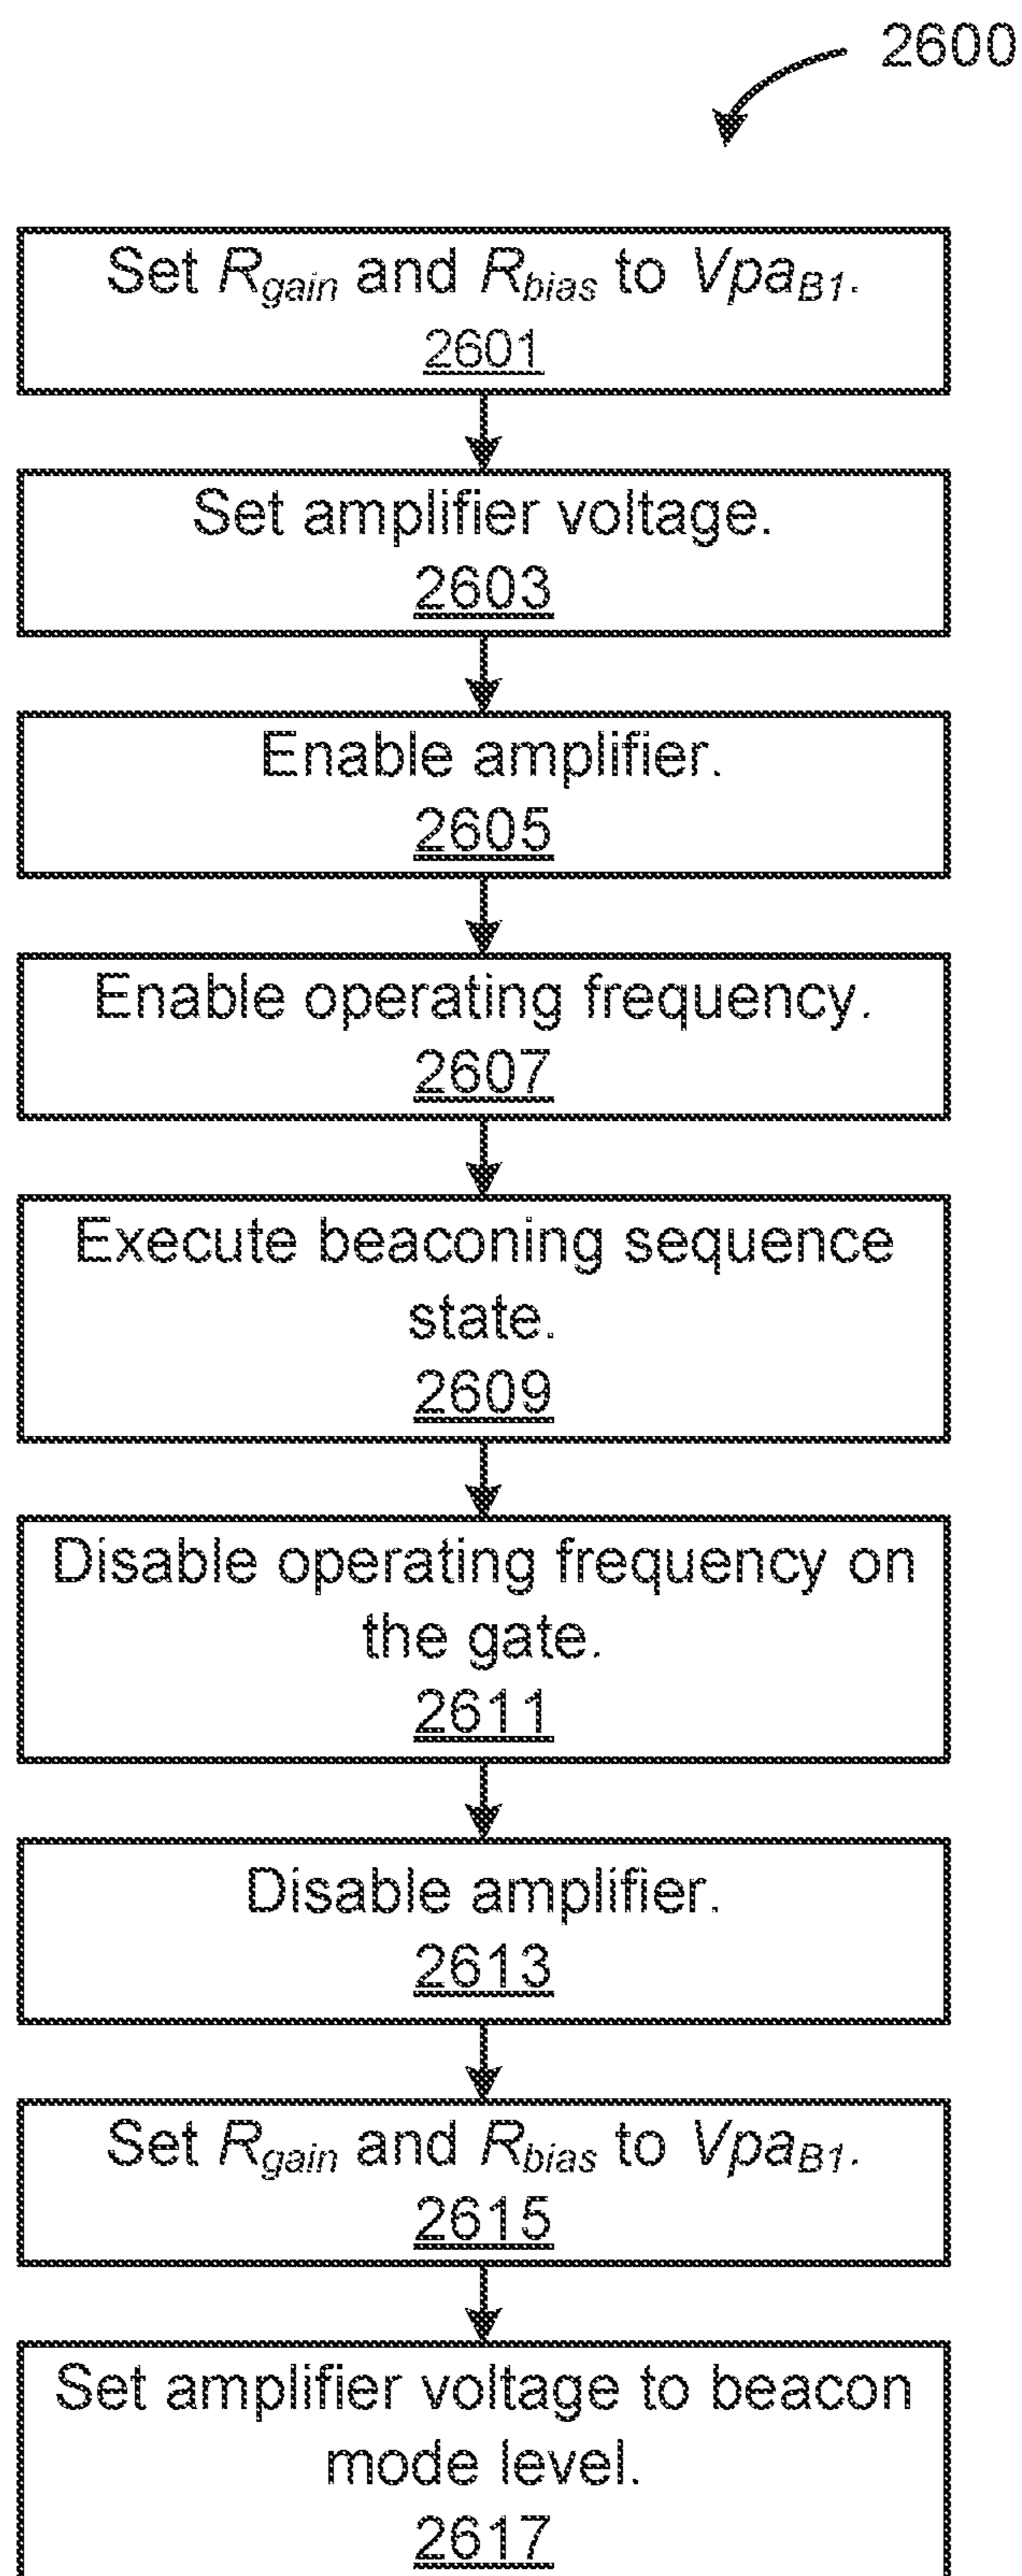 2600
Set Rgain and Rbias to VpaB1.
2601
Set amplifier voltage.
2603
Enable amplifier.
2605
Enable operating frequency.
2607
Execute beaconing sequence
state.
2609
Disable operating frequency on
the gate.
2611
Disable amplifier.
2613
Set Rgain and Rbias to VpaB1.
2615
Set amplifier voltage to beacon
mode level.
2617